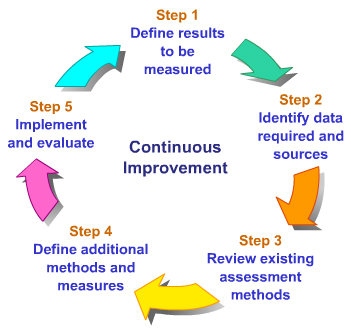 Step 1
Define results
to be
measured
Step 2
Identify data
required and
sources
Step 3
Review existing
assessment
methods
Step 4
Define additional
methods and
measures
Step 5
Implement
and evaluate
Continuous
Improvement